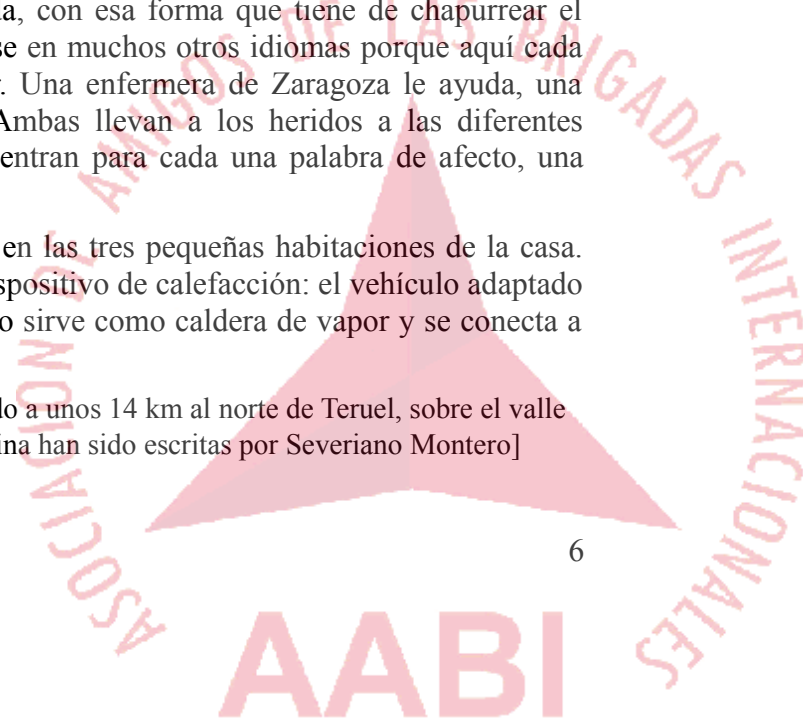 la, con esa forma que tiene de chapurrear el
se en muchos otros idiomas porque aquí cada
Una enfermera de Zaragoza le ayuda, una
Ambas llevan a los heridos a las diferentes
entran para cada una palabra de afecto, una
en las tres pequeñas habitaciones de la casa.
spositivo de calefacción: el vehículo adaptado
o sirve como caldera de vapor y se conecta a
do a unos 14 km al norte de Teruel, sobre el valle
ina han sido escritas por Severiano Montero]
6
ASOCIACION DE AMIGOS DE LAS BRIGADAS INTERNACIONALES
AABI